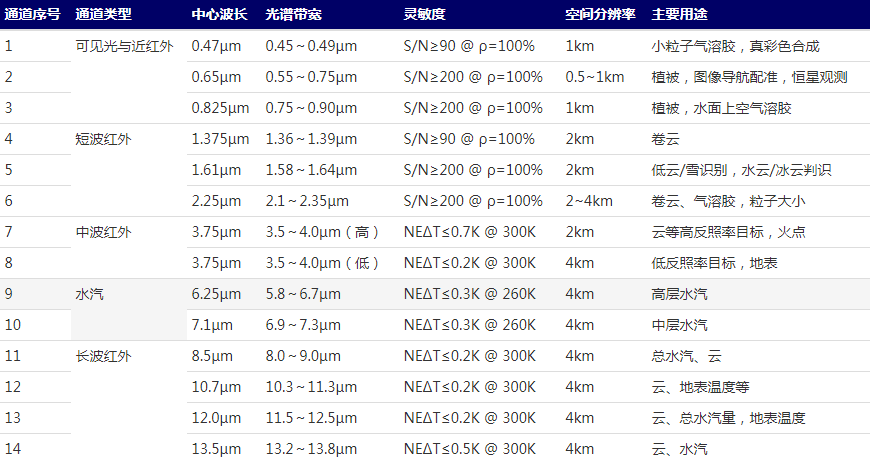 通道序号 通道类型 中心波长 光谱带宽 灵敏度 空间分辨率 主要用途
1 可见光与近红外 0.47μm 0.45～0.49μm S/N≥90 @ ρ=100% 1km 小粒子气溶胶，真彩色合成
2 0.65μm 0.55～0.75μm S/N≥200 @ ρ=100% 0.5~1km 植被，图像导航配准，恒星观测
3 0.825μm 0.75～0.90μm S/N≥200 @ ρ=100% 1km 植被，水面上空气溶胶
4 短波红外 1.375μm 1.36～1.39μm S/N≥90 @ ρ=100% 2km 卷云
5 1.61μm 1.58～1.64μm S/N≥200 @ ρ=100% 2km 低云/雪识别，水云/冰云判识
6 2.25μm 2.1～2.35μm S/N≥200 @ ρ=100% 2~4km 卷云、气溶胶，粒子大小
7 中波红外 3.75μm 3.5～4.0μm（高） NEΔT≤0.7K @ 300K 2km 云等高反照率目标，火点
8 3.75μm 3.5～4.0μm（低） NEΔT≤0.2K @ 300K 4km 低反照率目标，地表
9 水汽 6.25μm 5.8～6.7μm NEΔT≤0.3K @ 260K 4km 高层水汽
10 7.1μm 6.9～7.3μm NEΔT≤0.3K @ 260K 4km 中层水汽
11 长波红外 8.5μm 8.0～9.0μm NEΔT≤0.2K @ 300K 4km 总水汽、云
12 10.7μm 10.3～11.3μm NEΔT≤0.2K @ 300K 4km 云、地表温度等
13 12.0μm 11.5～12.5μm NEΔT≤0.2K @ 300K 4km 云、总水汽量，地表温度
14 13.5μm 13.2～13.8μm NEΔT≤0.5K @ 300K 4km 云、水汽